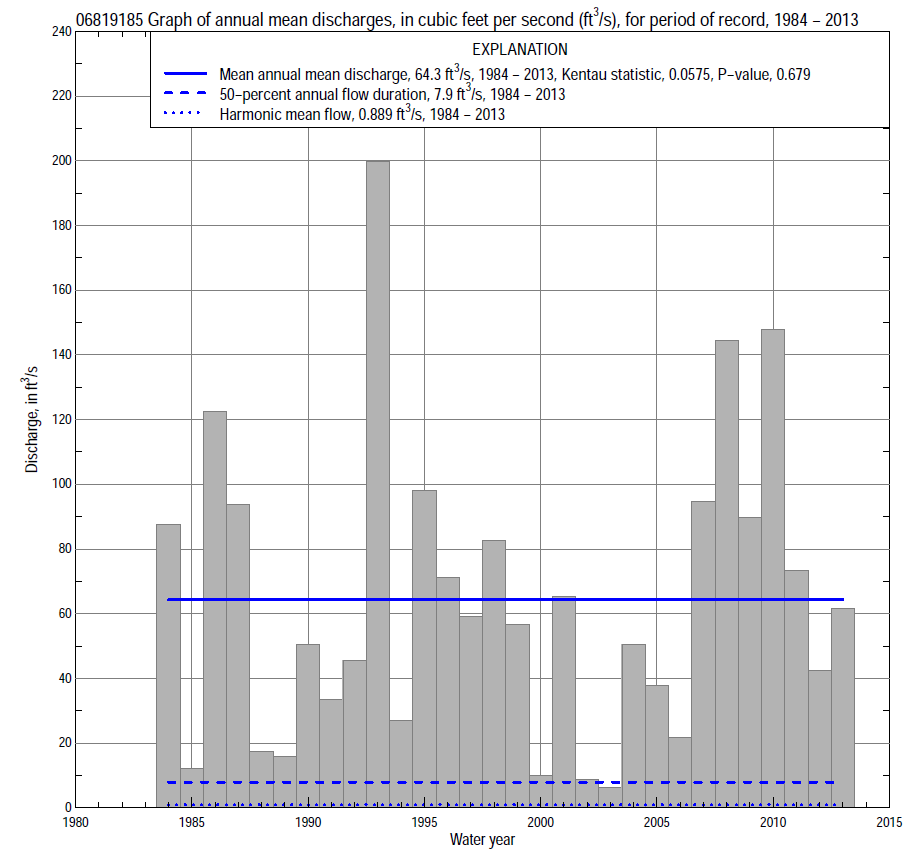 06819185 Graph of annual mean discharges, in cubic feet per second (ft³/s), for period of record, 1984 – 2013
EXPLANATION
Mean annual mean discharge, 64.3 ft³/s, 1984 – 2013, Kentau statistic, 0.0575, P–value, 0.679
50–percent annual flow duration, 7.9 ft³/s, 1984 – 2013
Harmonic mean flow, 0.889 ft³/s, 1984 – 2013
240
220
200
180
160
140
120
100
80
60
40
20
0
Discharge, in ft³/s
1980 1985 1990 1995 2000 2005 2010 2015
Water year